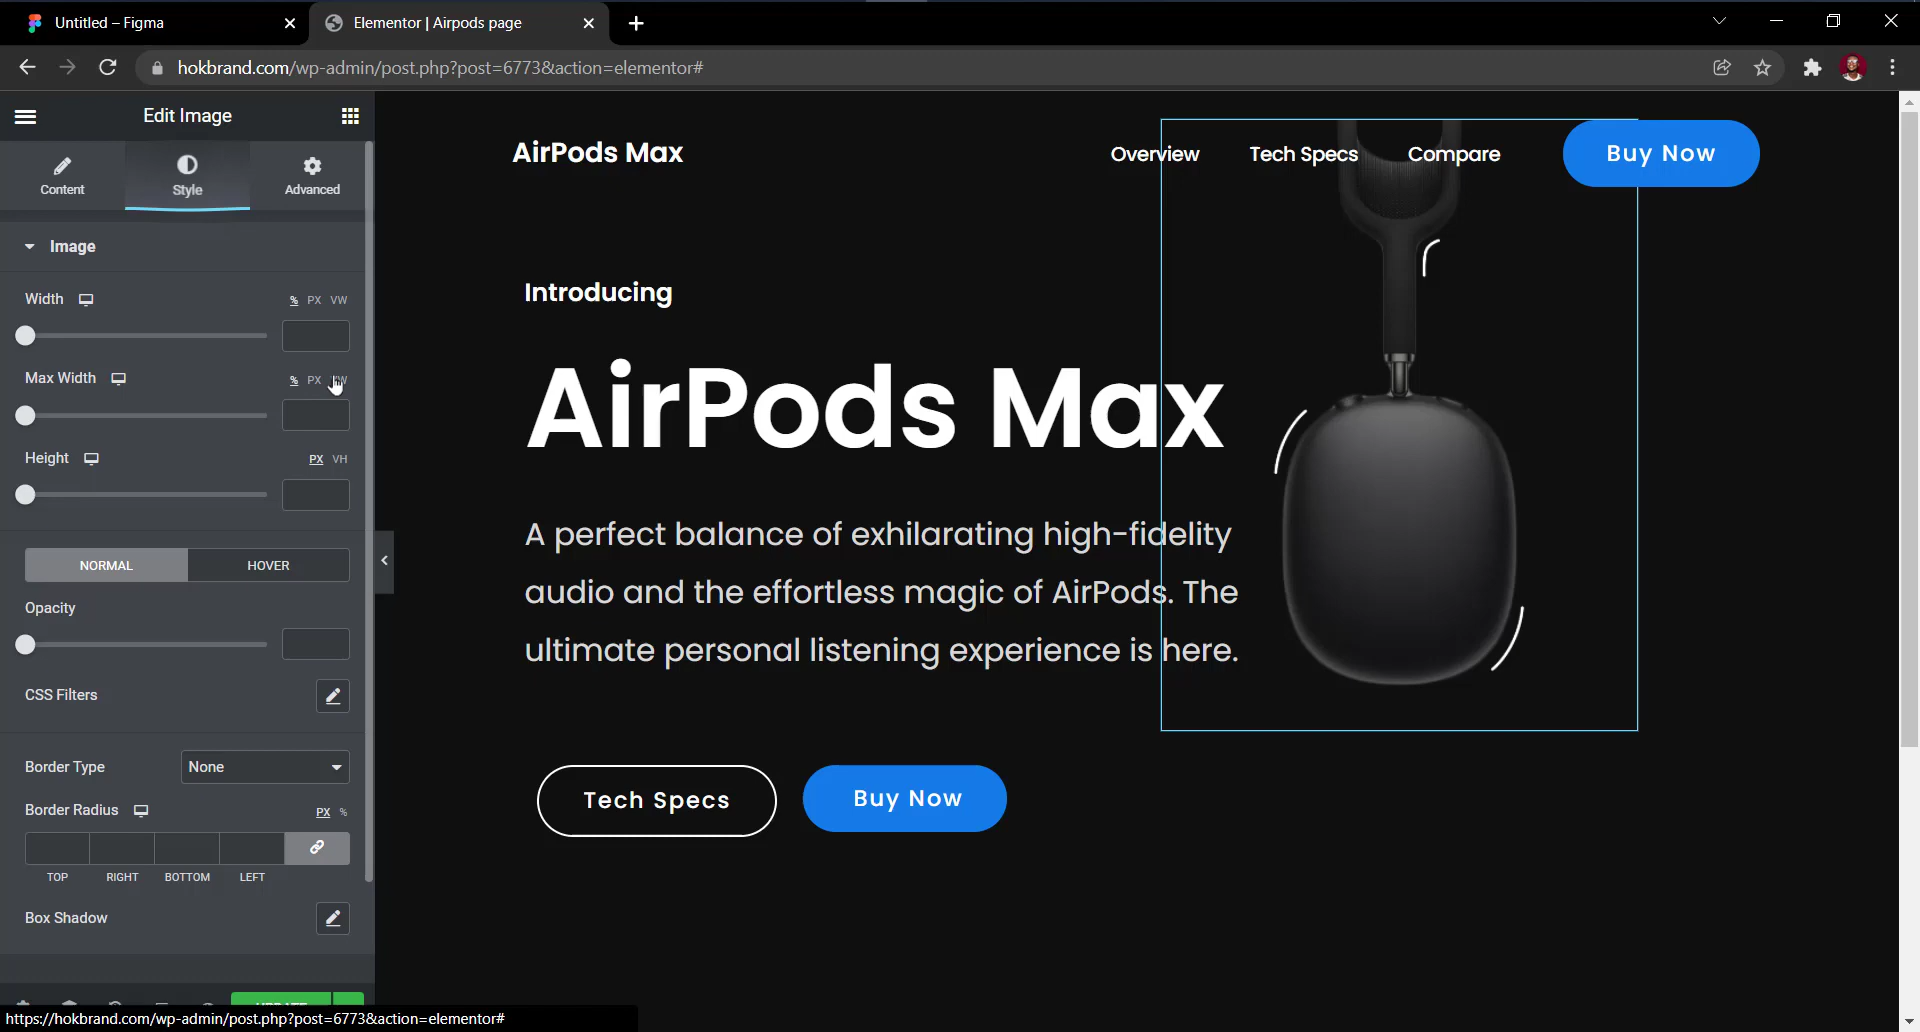 Untitled – Figma
Elementor | Airpods page
hokbrand.com/wp-admin/post.php?post=6773&action=elementor#
Edit Image
Content
Style
Advanced
Image
Width
% PX VW
Max Width
% PX VW
Height
PX VH
NORMAL
HOVER
Opacity
CSS Filters
Border Type
None
Border Radius
PX %
TOP
RIGHT
BOTTOM
LEFT
Box Shadow
UPDATE
https://hokbrand.com/wp-admin/post.php?post=6773&action=elementor#
AirPods Max
Overview
Tech Specs
Compare
Buy Now
Introducing
AirPods Max
A perfect balance of exhilarating high-fidelity
audio and the effortless magic of AirPods. The
ultimate personal listening experience is here.
Tech Specs
Buy Now